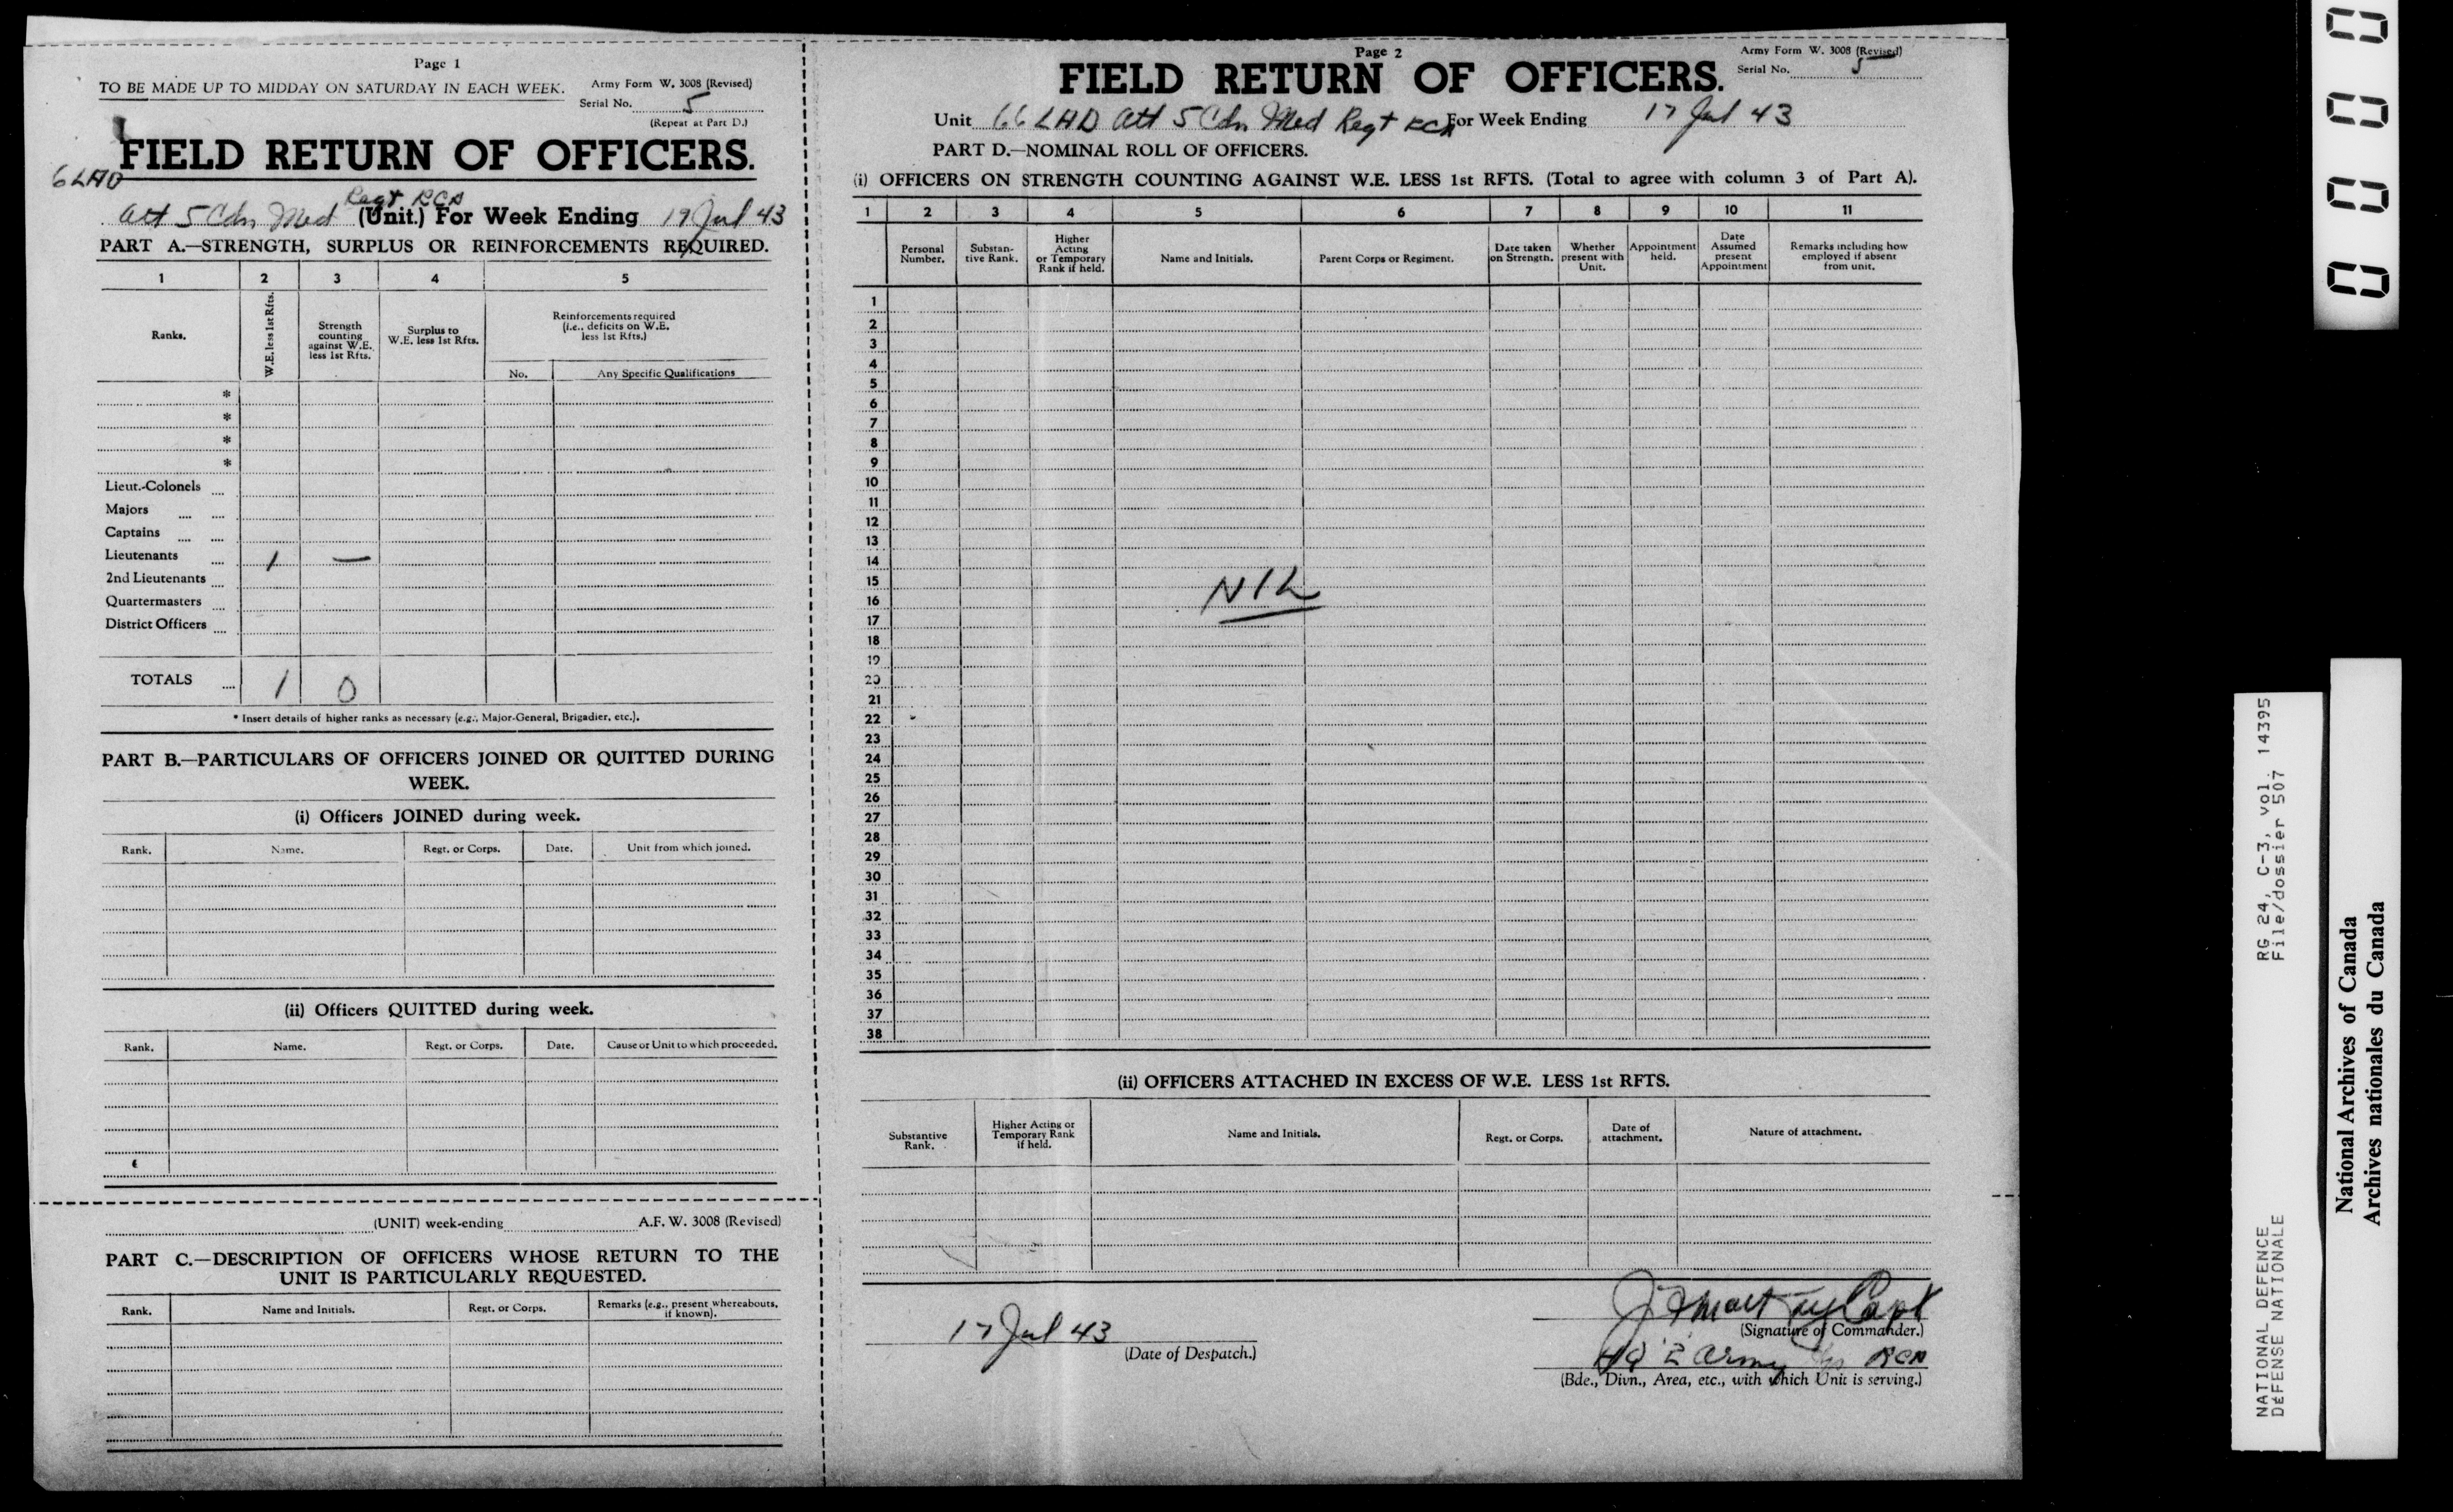 Page 1
TO BE MADE UP TO MIDDAY ON SATURDAY IN EACH WEEK.
Army Form W. 3008 (Revised)
Serial No. 5
(Repeat at Part D.)
FIELD RETURN OF OFFICERS.
6 LAD
Regt RCA
att 5 Cdn Med (Unit.) For Week Ending 17 Jul 43
PART A.—STRENGTH, SURPLUS OR REINFORCEMENTS REQUIRED.
1 2 3 4 5
Ranks.
W.E. less 1st Rfts.
Strength counting against W.E. less 1st Rfts.
Surplus to W.E. less 1st Rfts.
Reinforcements required (i.e., deficits on W.E. less 1st Rfts.)
No. Any Specific Qualifications
*
*
*
*
Lieut.-Colonels ....
Majors .... ....
Captains .... ....
Lieutenants .... 1 —
2nd Lieutenants ....
Quartermasters ....
District Officers ....
TOTALS .... 1 0
* Insert details of higher ranks as necessary (e.g., Major-General, Brigadier, etc.).
PART B.—PARTICULARS OF OFFICERS JOINED OR QUITTED DURING
WEEK.
(i) Officers JOINED during week.
Rank. Name. Regt. or Corps. Date. Unit from which joined.
(ii) Officers QUITTED during week.
Rank. Name. Regt. or Corps. Date. Cause or Unit to which proceeded.
(UNIT) week-ending A.F. W. 3008 (Revised)
PART C.—DESCRIPTION OF OFFICERS WHOSE RETURN TO THE
UNIT IS PARTICULARLY REQUESTED.
Rank. Name and Initials. Regt. or Corps. Remarks (e.g., present whereabouts, if known).
Page 2
Army Form W. 3008 (Revised)
Serial No. 5
FIELD RETURN OF OFFICERS.
Unit 66 LAD att 5 Cdn Med Regt RCA For Week Ending 17 Jul 43
PART D.—NOMINAL ROLL OF OFFICERS.
(i) OFFICERS ON STRENGTH COUNTING AGAINST W.E. LESS 1st RFTS. (Total to agree with column 3 of Part A).
1 2 3 4 5 6 7 8 9 10 11
Personal Number.
Substantive Rank.
Higher Acting or Temporary Rank if held.
Name and Initials.
Parent Corps or Regiment.
Date taken on Strength.
Whether present with Unit.
Appointment held.
Date Assumed present Appointment
Remarks including how employed if absent from unit.
1
2
3
4
5
6
7
8
9
10
11
12
13
14
15
NIL
16
17
18
19
20
21
22
23
24
25
26
27
28
29
30
31
32
33
34
35
36
37
38
(ii) OFFICERS ATTACHED IN EXCESS OF W.E. LESS 1st RFTS.
Substantive Rank.
Higher Acting or Temporary Rank if held.
Name and Initials.
Regt. or Corps.
Date of attachment.
Nature of attachment.
17 Jul 43
(Date of Despatch.)
Capt
(Signature of Commander.)
HQ 2 Army RCA
(Bde., Divn., Area, etc., with which Unit is serving.)
0000
RG 24, C-3, vol. 14395
File/dossier 507
NATIONAL DEFENCE
DÉFENSE NATIONALE
National Archives of Canada
Archives nationales du Canada